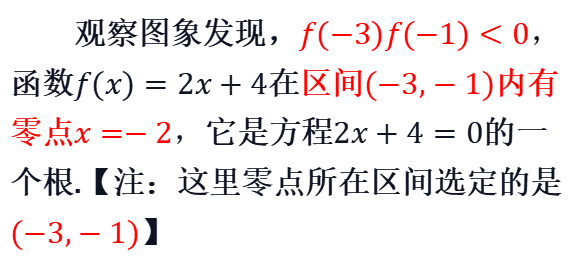 观察图象发现，f(−3)f(−1) < 0，
函数f(x) = 2x + 4在区间(−3, − 1)内有
零点x =− 2，它是方程2x + 4 = 0的一
个根.【注：这里零点所在区间选定的是
(−3, − 1)】